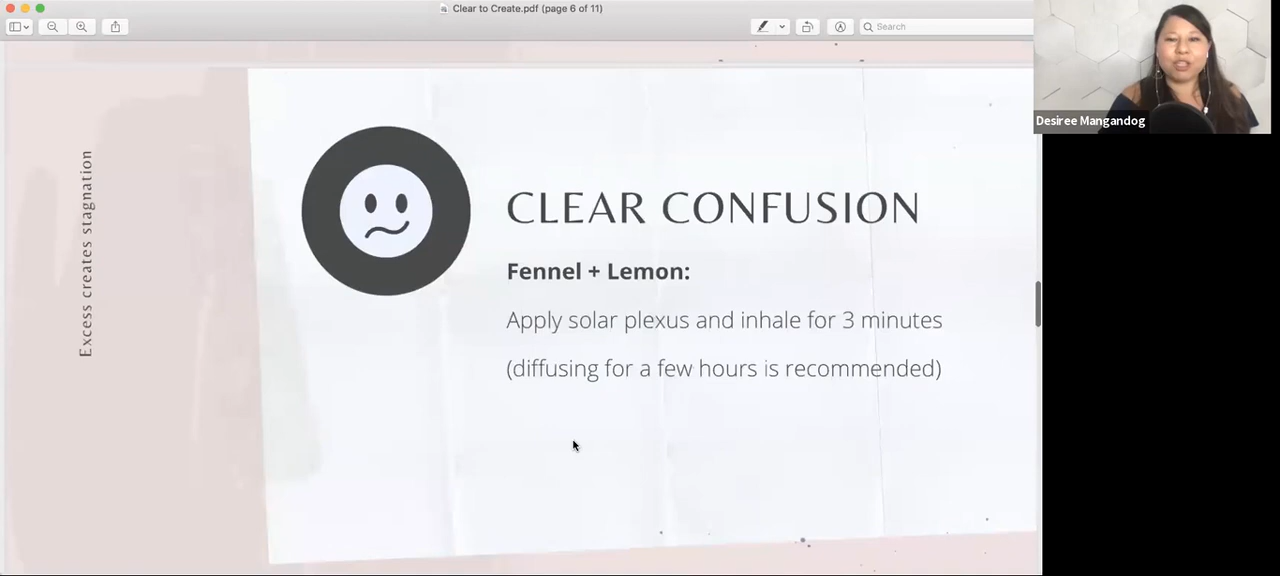 Clear to Create.pdf (page 6 of 11)
Search
Desiree Mangandog
Excess creates stagnation
CLEAR CONFUSION
Fennel + Lemon:
Apply solar plexus and inhale for 3 minutes
(diffusing for a few hours is recommended)